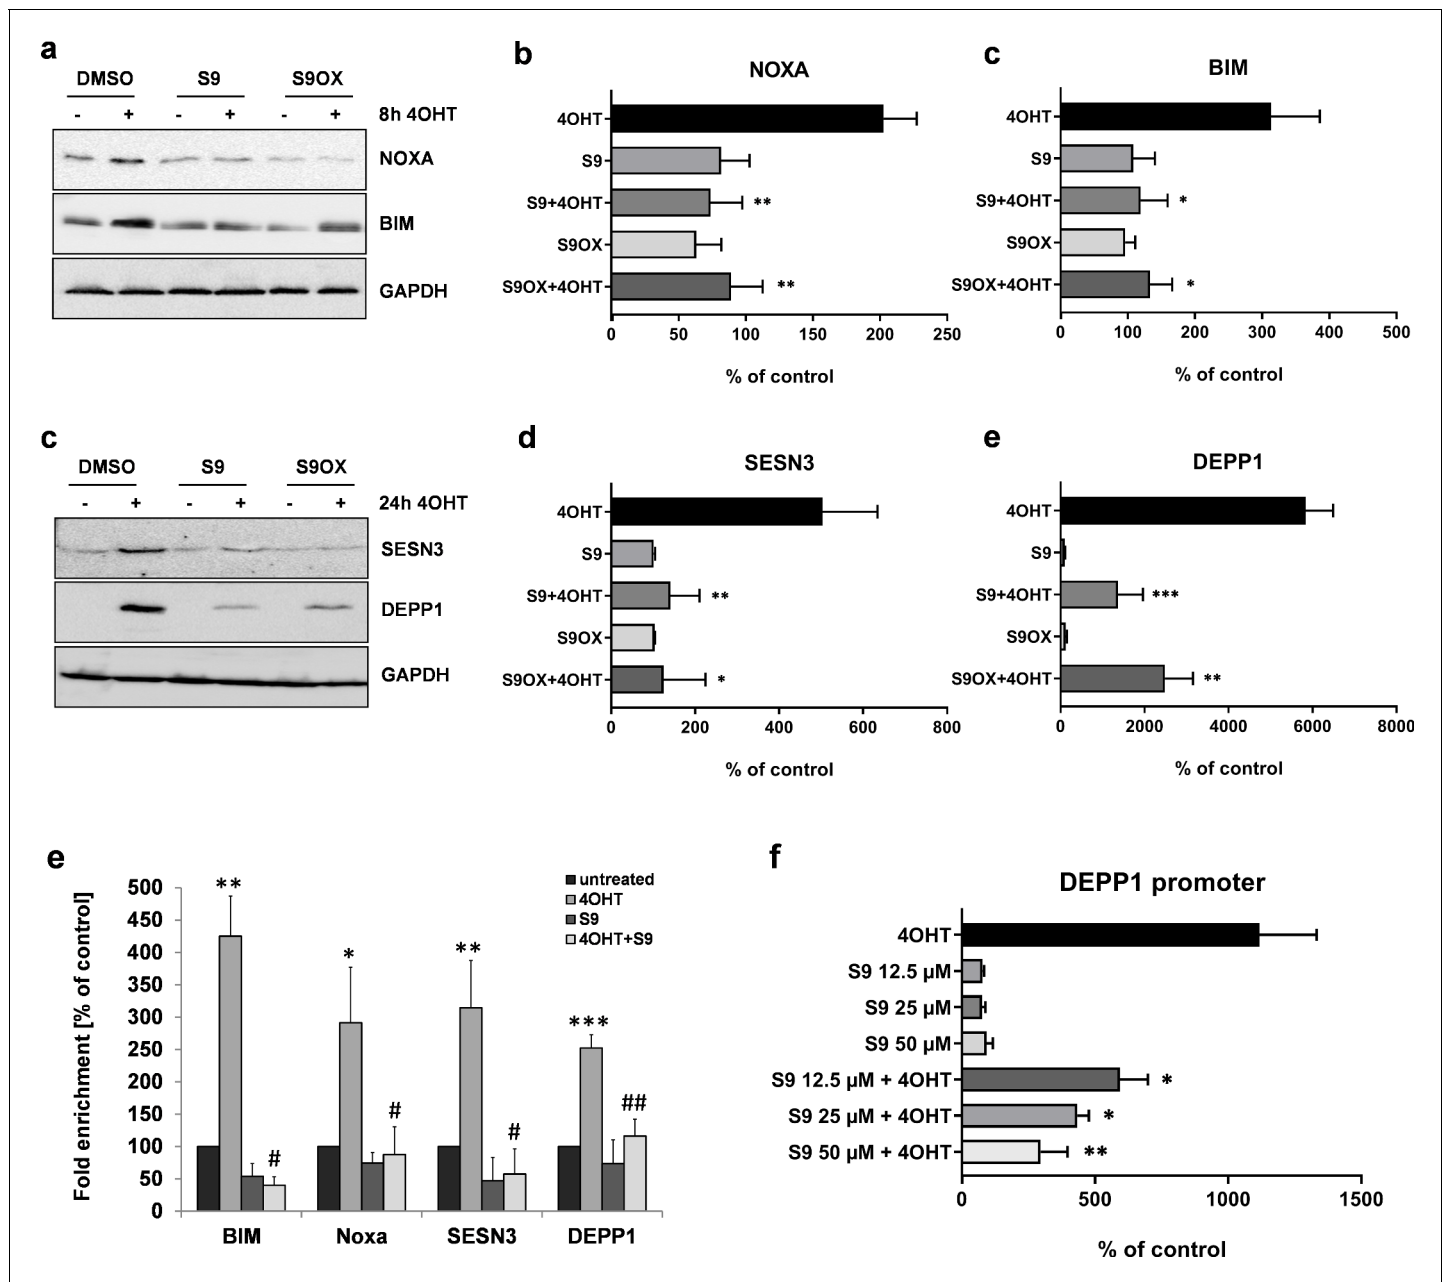 a
DMSO S9 S9OX
- + - + - + 8h 4OHT
NOXA
BIM
GAPDH
b
NOXA
4OHT
S9
S9+4OHT **
S9OX
S9OX+4OHT **
0 50 100 150 200 250
% of control
c
BIM
4OHT
S9
S9+4OHT *
S9OX
S9OX+4OHT *
0 100 200 300 400 500
% of control
c
DMSO S9 S9OX
- + - + - + 24h 4OHT
SESN3
DEPP1
GAPDH
d
SESN3
4OHT
S9
S9+4OHT **
S9OX
S9OX+4OHT *
0 200 400 600 800
% of control
e
DEPP1
4OHT
S9
S9+4OHT ***
S9OX
S9OX+4OHT **
0 2000 4000 6000 8000
% of control
e
Fold enrichment [% of control]
500
450
400
350
300
250
200
150
100
50
0
** * ** ***
# # # ##
BIM Noxa SESN3 DEPP1
untreated
4OHT
S9
4OHT+S9
f
DEPP1 promoter
4OHT
S9 12.5 µM
S9 25 µM
S9 50 µM
S9 12.5 µM + 4OHT *
S9 25 µM + 4OHT *
S9 50 µM + 4OHT **
0 500 1000 1500
% of control